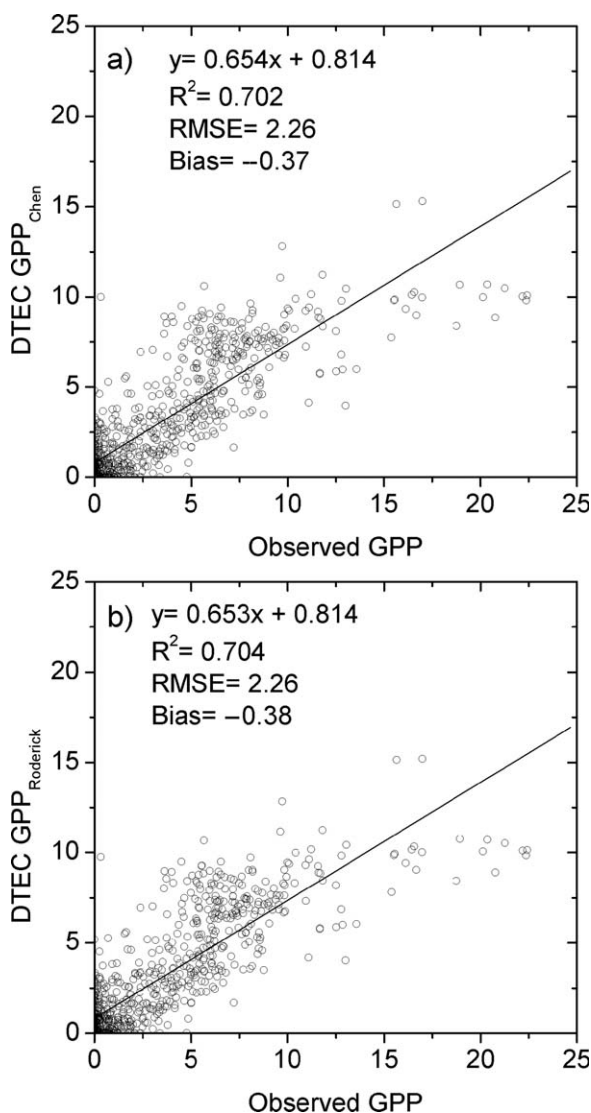 25
a)
y= 0.654x + 0.814
R²= 0.702
RMSE= 2.26
Bias= −0.37
20
15
10
5
0
DTEC GPP_Chen
0 5 10 15 20 25
Observed GPP
25
b)
y= 0.653x + 0.814
R²= 0.704
RMSE= 2.26
Bias= −0.38
20
15
10
5
0
DTEC GPP_Roderick
0 5 10 15 20 25
Observed GPP